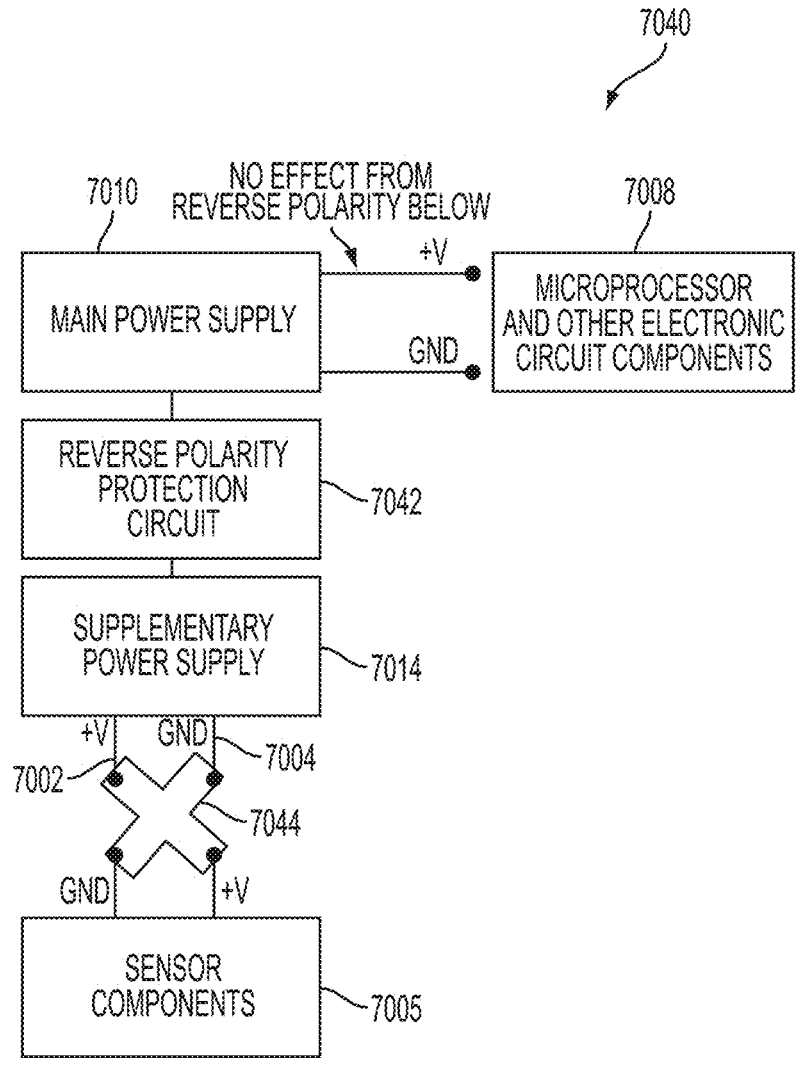 7040
NO EFFECT FROM
REVERSE POLARITY BELOW
7010
7008
+V
MAIN POWER SUPPLY
GND
MICROPROCESSOR
AND OTHER ELECTRONIC
CIRCUIT COMPONENTS
REVERSE POLARITY
PROTECTION
CIRCUIT
7042
SUPPLEMENTARY
POWER SUPPLY
7014
+V
GND
7002
7004
7044
GND
+V
SENSOR
COMPONENTS
7005